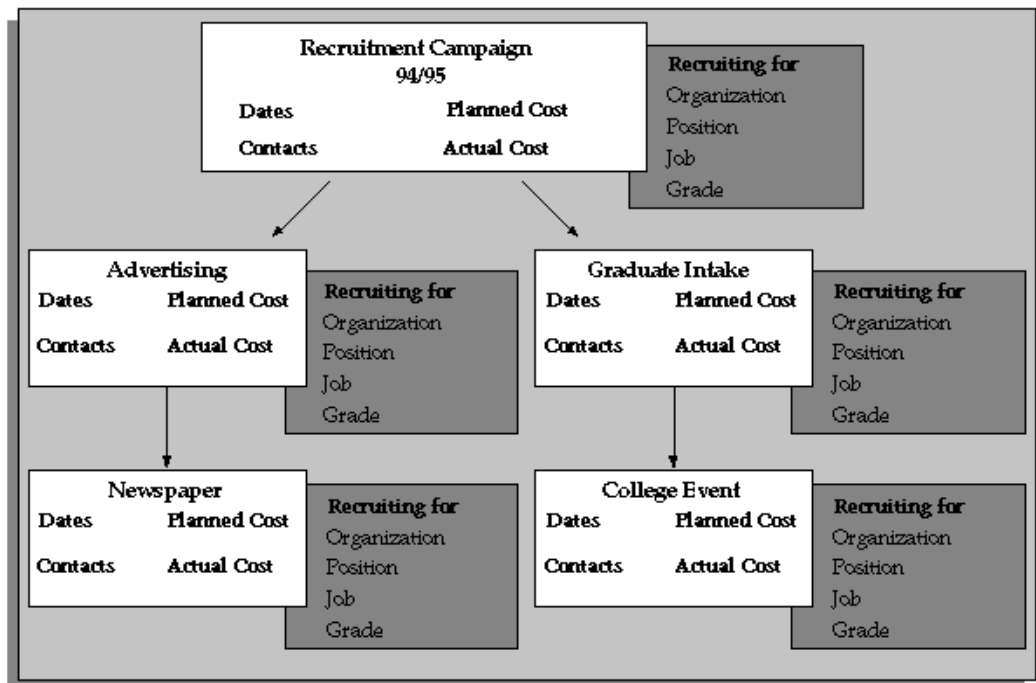 Recruitment Campaign
94/95
Dates Planned Cost
Contacts Actual Cost
Recruiting for
Organization
Position
Job
Grade
Advertising
Dates Planned Cost
Contacts Actual Cost
Recruiting for
Organization
Position
Job
Grade
Graduate Intake
Dates Planned Cost
Contacts Actual Cost
Recruiting for
Organization
Position
Job
Grade
Newspaper
Dates Planned Cost
Contacts Actual Cost
Recruiting for
Organization
Position
Job
Grade
College Event
Dates Planned Cost
Contacts Actual Cost
Recruiting for
Organization
Position
Job
Grade